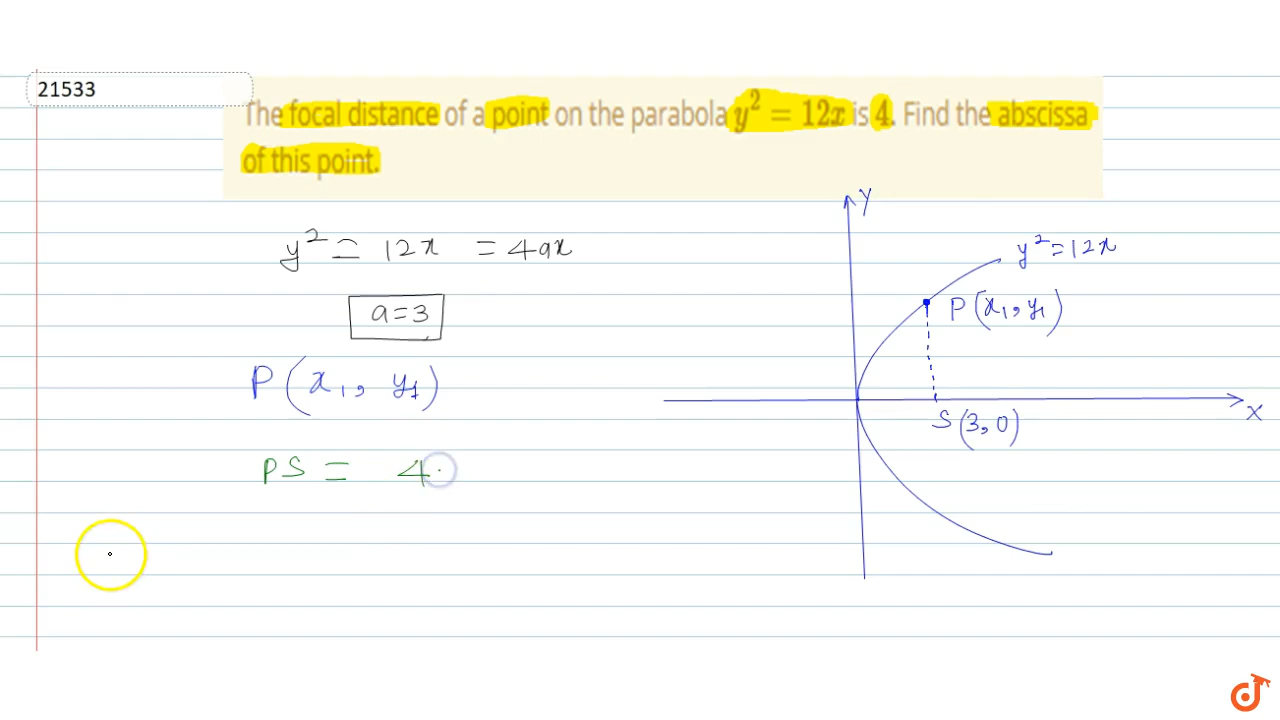 21533
The focal distance of a point on the parabola y² = 12x is 4. Find the abscissa
of this point.
y² = 12x = 4ax
a=3
P(x₁, y₁)
PS = 4
Y
y² = 12x
P(x₁, y₁)
X
S(3, 0)